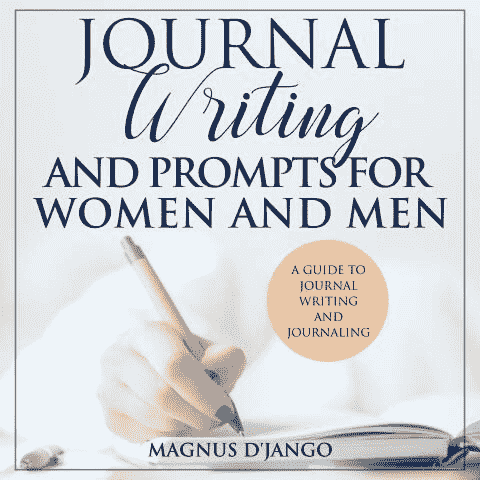 JOURNAL
Writing
AND PROMPTS FOR
WOMEN AND MEN
A GUIDE TO
JOURNAL
WRITING
AND
JOURNALING
MAGNUS D'JANGO